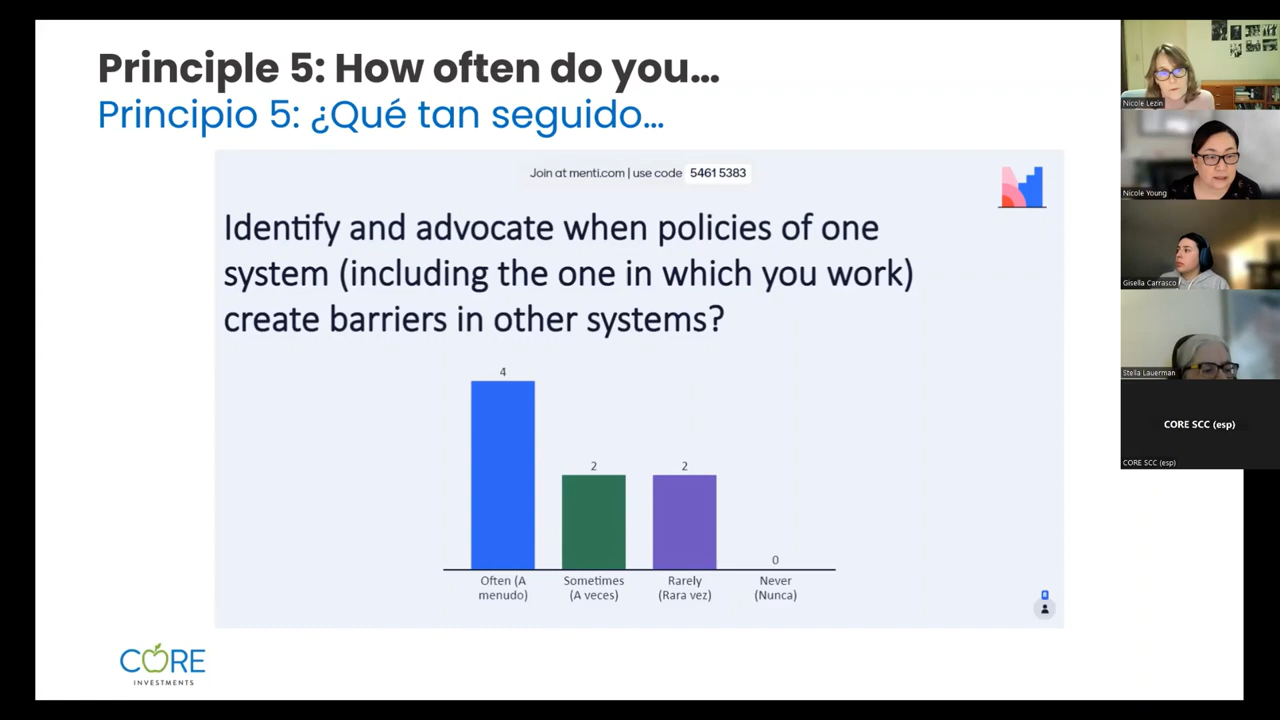 Principle 5: How often do you...
Principio 5: ¿Qué tan seguido...
Join at menti.com | use code 5461 5383
Identify and advocate when policies of one
system (including the one in which you work)
create barriers in other systems?
4
2
2
0
Often (A
menudo)
Sometimes
(A veces)
Rarely
(Rara vez)
Never
(Nunca)
CORE
INVESTMENTS
Nicole Lezin
Nicole Young
Gisella Carrasco
Stella Lauerman
CORE SCC (esp)
CORE SCC (esp)